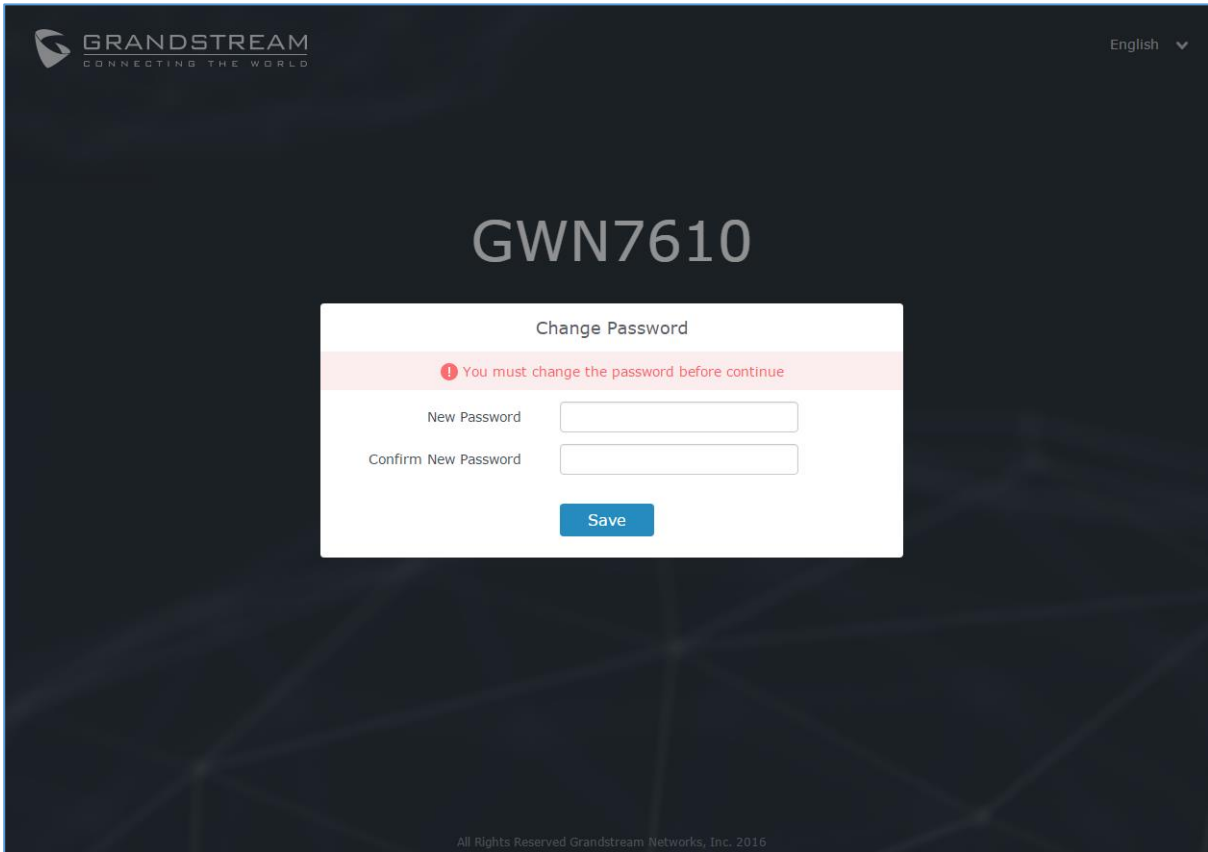 GRANDSTREAM
CONNECTING THE WORLD
English
GWN7610
Change Password
You must change the password before continue
New Password
Confirm New Password
Save
All Rights Reserved Grandstream Networks, Inc. 2016